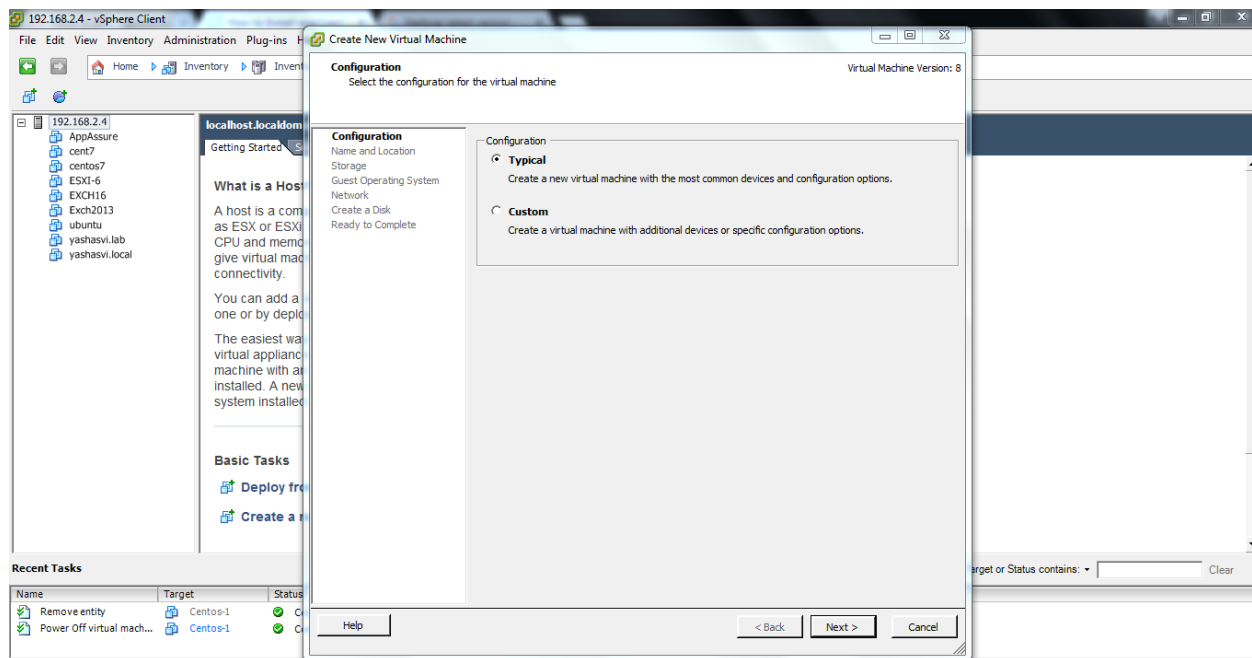 192.168.2.4 - vSphere Client
File Edit View Inventory Administration Plug-ins H
Home Inventory Invent
192.168.2.4
AppAssure
cent7
centos7
ESXI-6
EXCH16
Exch2013
ubuntu
yashasvi.lab
yashasvi.local
localhost.localdom
Getting Started S
What is a Host
A host is a com
as ESX or ESXi
CPU and memo
give virtual mac
connectivity.
You can add a
one or by deplo
The easiest wa
virtual applianc
machine with an
installed. A new
system installed
Basic Tasks
Deploy fro
Create a n
Create New Virtual Machine
Configuration
Select the configuration for the virtual machine
Virtual Machine Version: 8
Configuration
Name and Location
Storage
Guest Operating System
Network
Create a Disk
Ready to Complete
Configuration
Typical
Create a new virtual machine with the most common devices and configuration options.
Custom
Create a virtual machine with additional devices or specific configuration options.
Help
< Back Next > Cancel
Recent Tasks
arget or Status contains: Clear
Name Target Status
Remove entity Centos-1 Co
Power Off virtual mach... Centos-1 Co